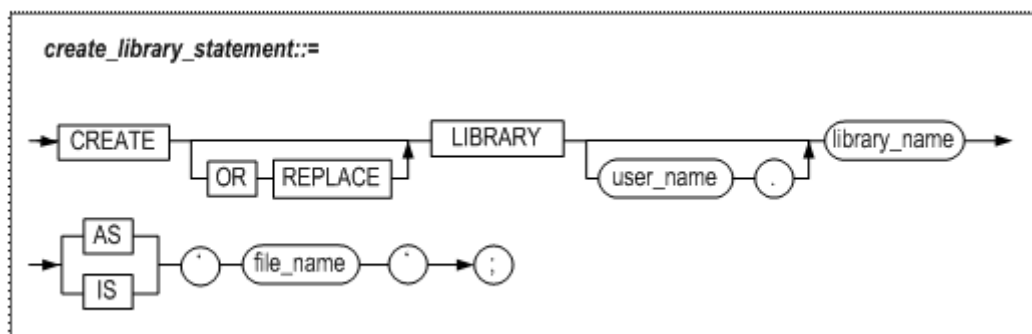 create_library_statement::=
CREATE OR REPLACE LIBRARY user_name . library_name
AS IS ' file_name ' ;